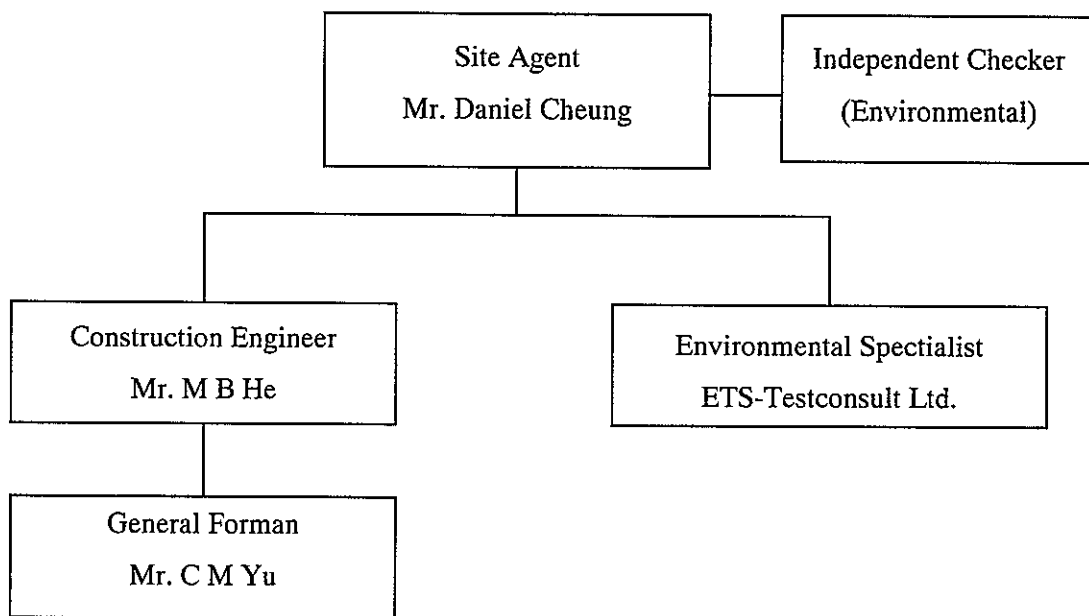 Site Agent
Mr. Daniel Cheung
Independent Checker
(Environmental)
Construction Engineer
Mr. M B He
Environmental Spectialist
ETS-Testconsult Ltd.
General Forman
Mr. C M Yu